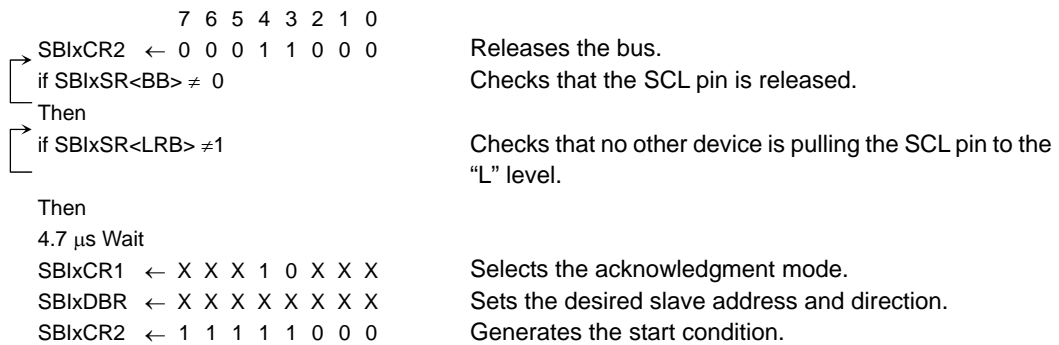 7 6 5 4 3 2 1 0
SBIxCR2 ← 0 0 0 1 1 0 0 0 Releases the bus.
if SBIxSR<BB> ≠ 0 Checks that the SCL pin is released.
Then
if SBIxSR<LRB> ≠1 Checks that no other device is pulling the SCL pin to the
“L” level.
Then
4.7 μs Wait
SBIxCR1 ← X X X 1 0 X X X Selects the acknowledgment mode.
SBIxDBR ← X X X X X X X X Sets the desired slave address and direction.
SBIxCR2 ← 1 1 1 1 1 0 0 0 Generates the start condition.